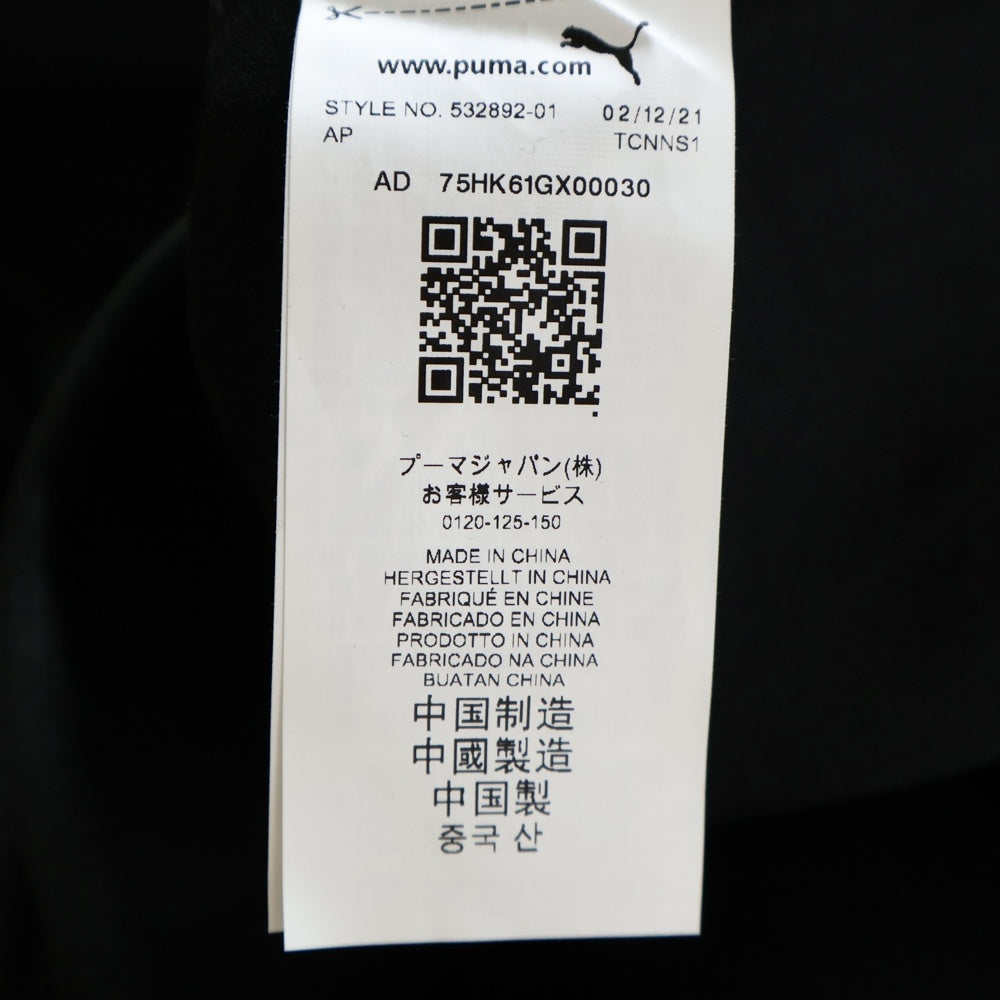 www.puma.com
STYLE NO. 532892-01 02/12/21
AP TCNNS1
AD 75HK61GX00030
プーマジャパン(株)
お客様サービス
0120-125-150
MADE IN CHINA
HERGESTELLT IN CHINA
FABRIQUÉ EN CHINE
FABRICADO EN CHINA
PRODOTTO IN CHINA
FABRICADO NA CHINA
BUATAN CHINA
中国制造
中國製造
中国製
중국 산